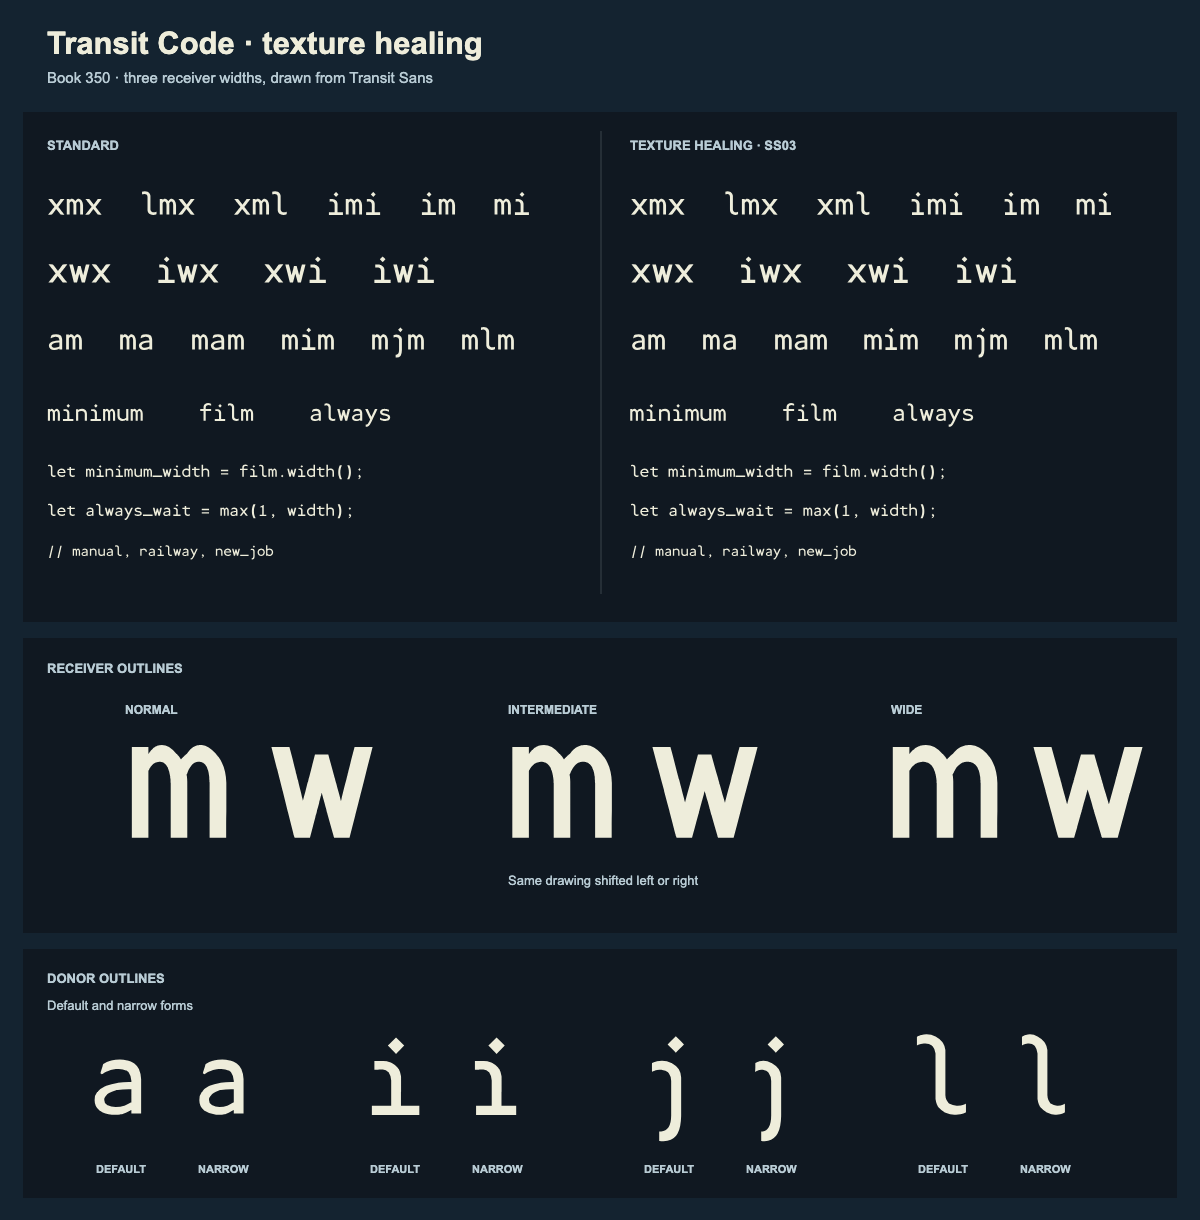 Transit Code · texture healing
Book 350 · three receiver widths, drawn from Transit Sans
STANDARD
xmx lmx xml imi im mi
xwx iwx xwi iwi
am ma mam mim mjm mlm
minimum film always
let minimum_width = film.width();
let always_wait = max(1, width);
// manual, railway, new_job
TEXTURE HEALING · SS03
xmx lmx xml imi im mi
xwx iwx xwi iwi
am ma mam mim mjm mlm
minimum film always
let minimum_width = film.width();
let always_wait = max(1, width);
// manual, railway, new_job
RECEIVER OUTLINES
NORMAL INTERMEDIATE WIDE
m w m w m w
Same drawing shifted left or right
DONOR OUTLINES
Default and narrow forms
a a i i j j l l
DEFAULT NARROW DEFAULT NARROW DEFAULT NARROW DEFAULT NARROW